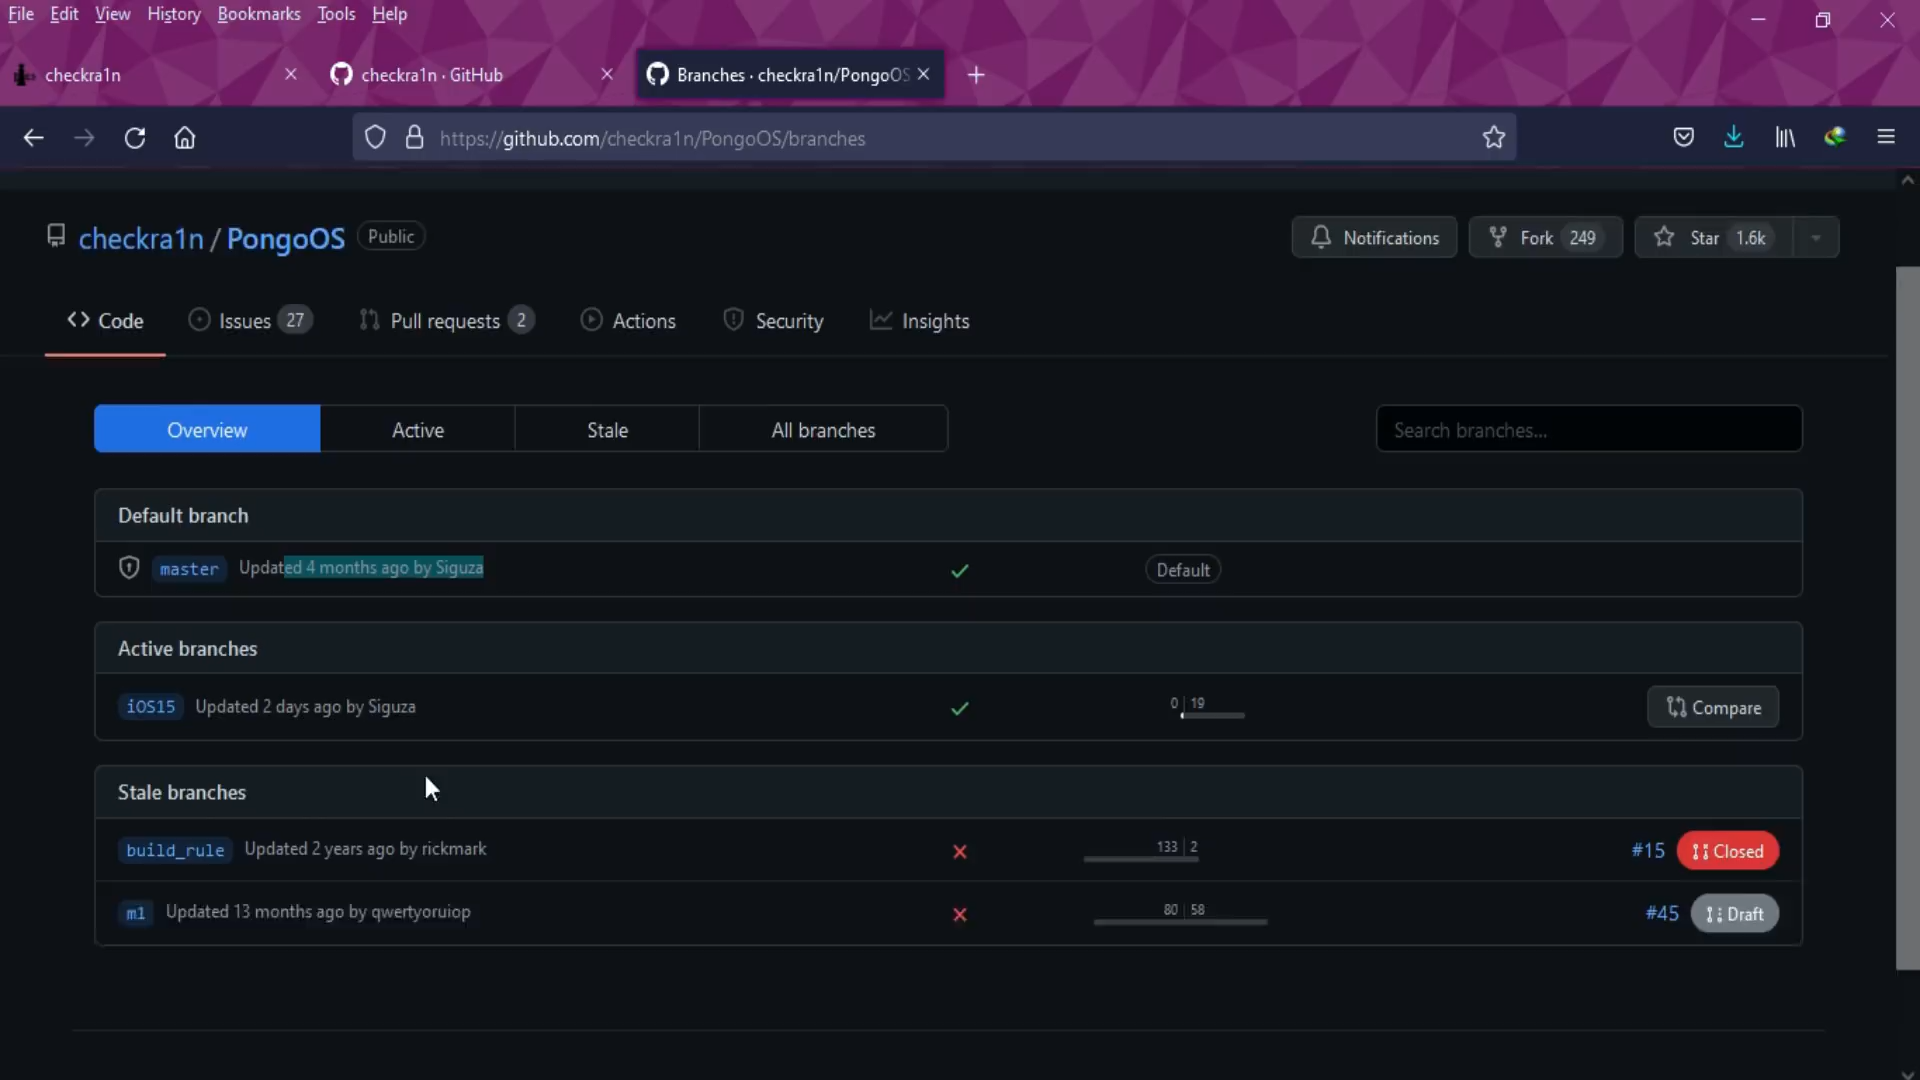 File Edit View History Bookmarks Tools Help
checkra1n checkra1n · GitHub Branches · checkra1n/PongoOS
https://github.com/checkra1n/PongoOS/branches
checkra1n / PongoOS Public Notifications Fork 249 Star 1.6k
Code Issues 27 Pull requests 2 Actions Security Insights
Overview Active Stale All branches Search branches...
Default branch
master Updated 4 months ago by Siguza Default
Active branches
iOS15 Updated 2 days ago by Siguza 0 | 19 Compare
Stale branches
build_rule Updated 2 years ago by rickmark 133 | 2 #15 Closed
m1 Updated 13 months ago by qwertyoruiop 80 | 58 #45 Draft